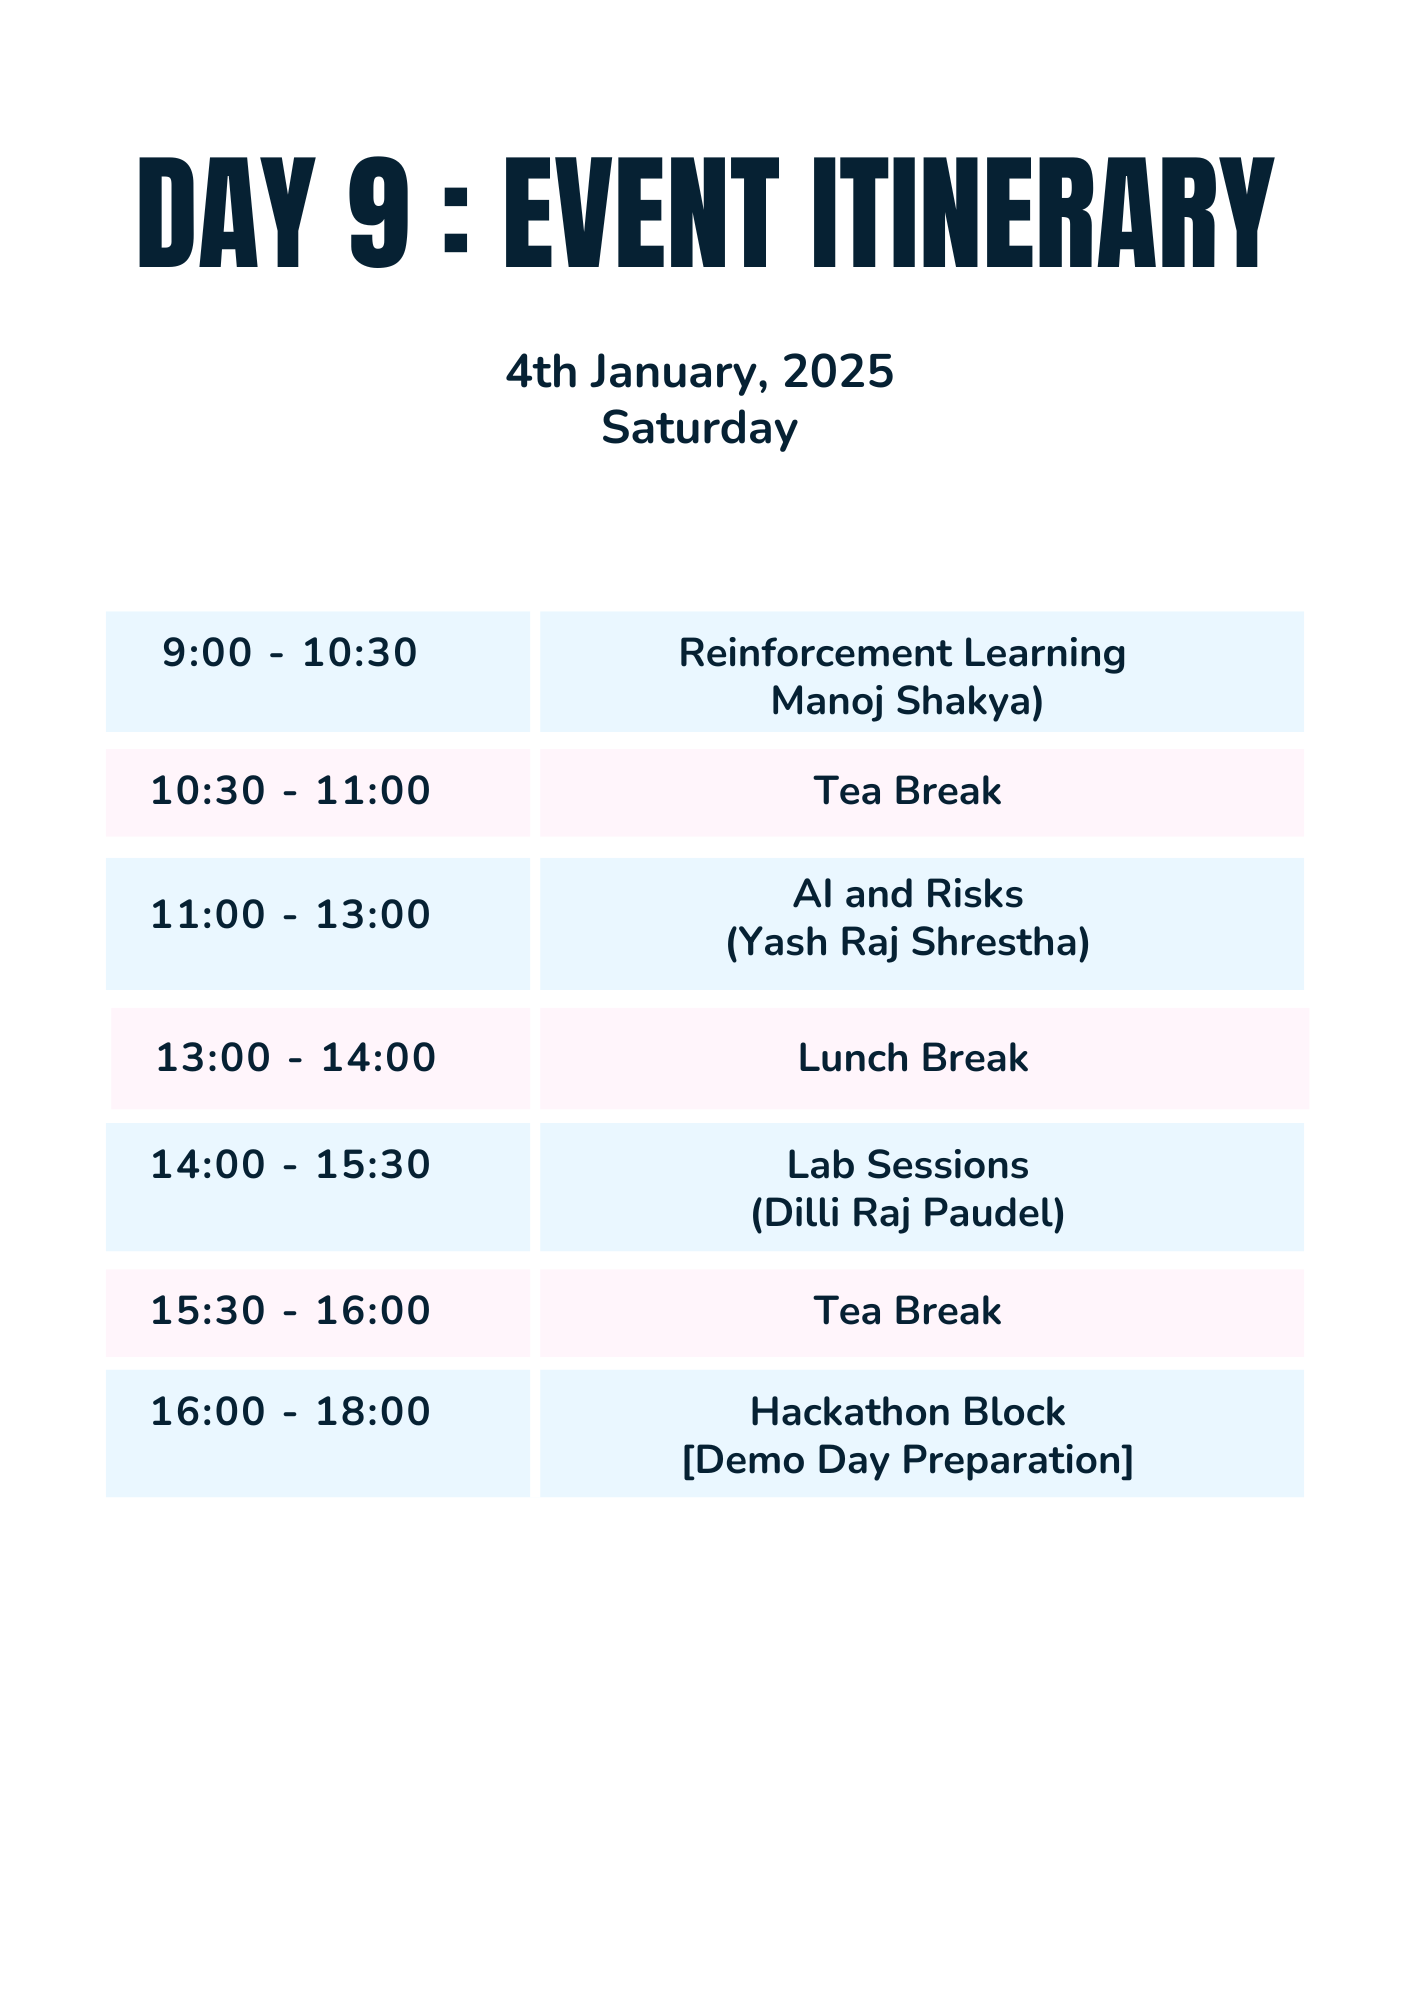 DAY 9 : EVENT ITINERARY
4th January, 2025
Saturday
9:00 - 10:30
Reinforcement Learning
Manoj Shakya)
10:30 - 11:00
Tea Break
11:00 - 13:00
AI and Risks
(Yash Raj Shrestha)
13:00 - 14:00
Lunch Break
14:00 - 15:30
Lab Sessions
(Dilli Raj Paudel)
15:30 - 16:00
Tea Break
16:00 - 18:00
Hackathon Block
[Demo Day Preparation]